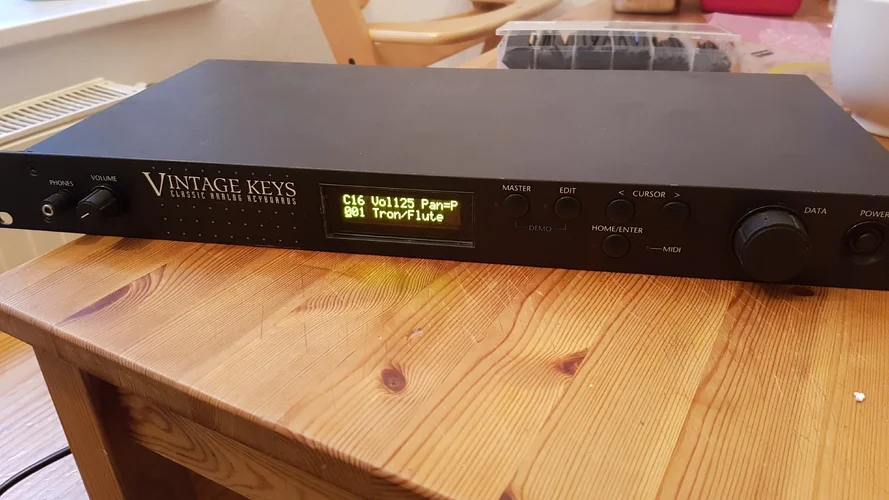 PHONES
VOLUME
VINTAGE KEYS
CLASSIC ANALOG KEYBOARDS
C16 Vol125 Pan=P
001 Tron/Flute
MASTER
EDIT
< CURSOR >
DEMO
HOME/ENTER
MIDI
DATA
POWER